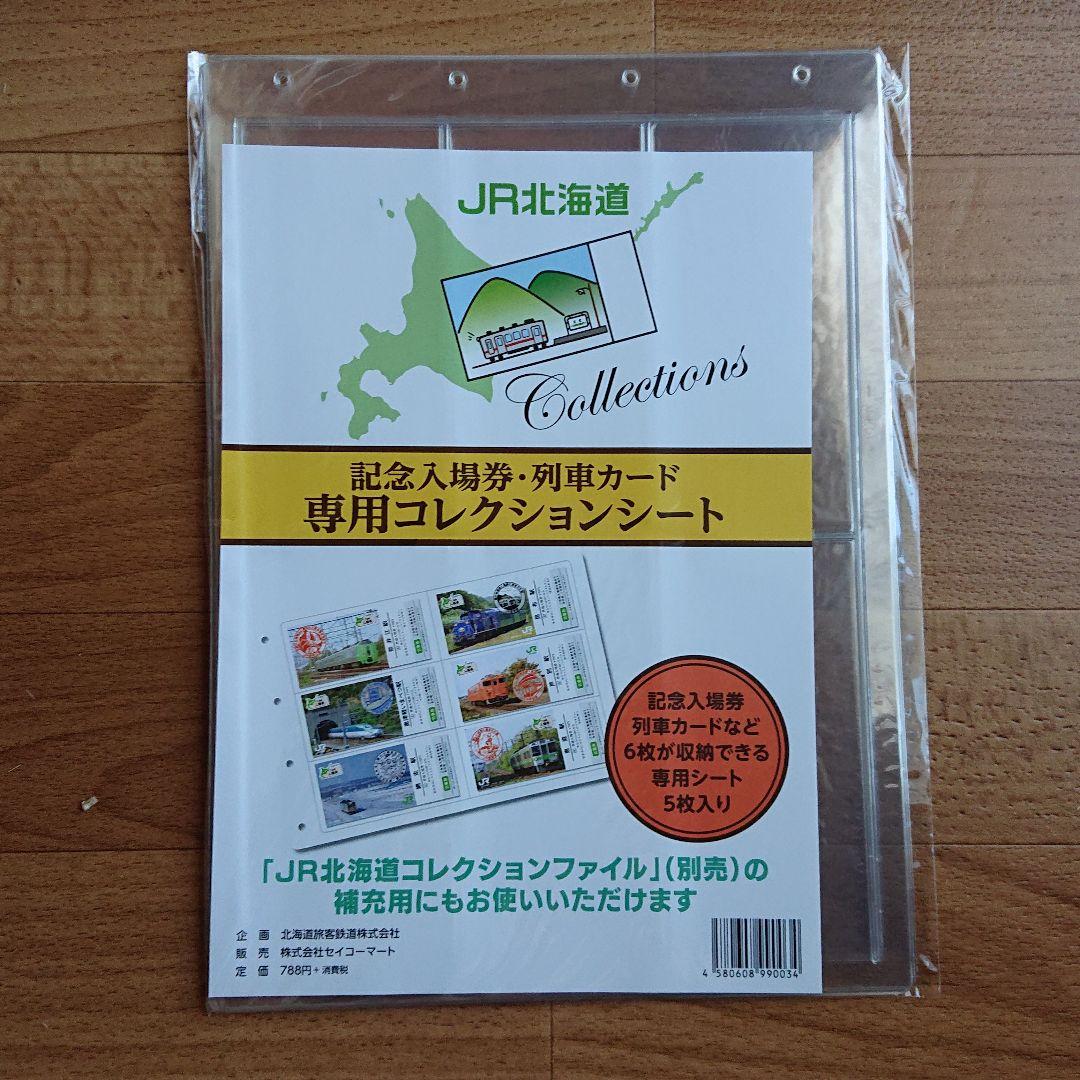 JR北海道
Collections
記念入場券・列車カード
専用コレクションシート
記念入場券
列車カードなど
6枚が収納できる
専用シート
5枚入り
「JR北海道コレクションファイル」(別売)の
補充用にもお使いいただけます
企 画 北海道旅客鉄道株式会社
販 売 株式会社セイコーマート
定 価 788円+消費税
4 580608 990034